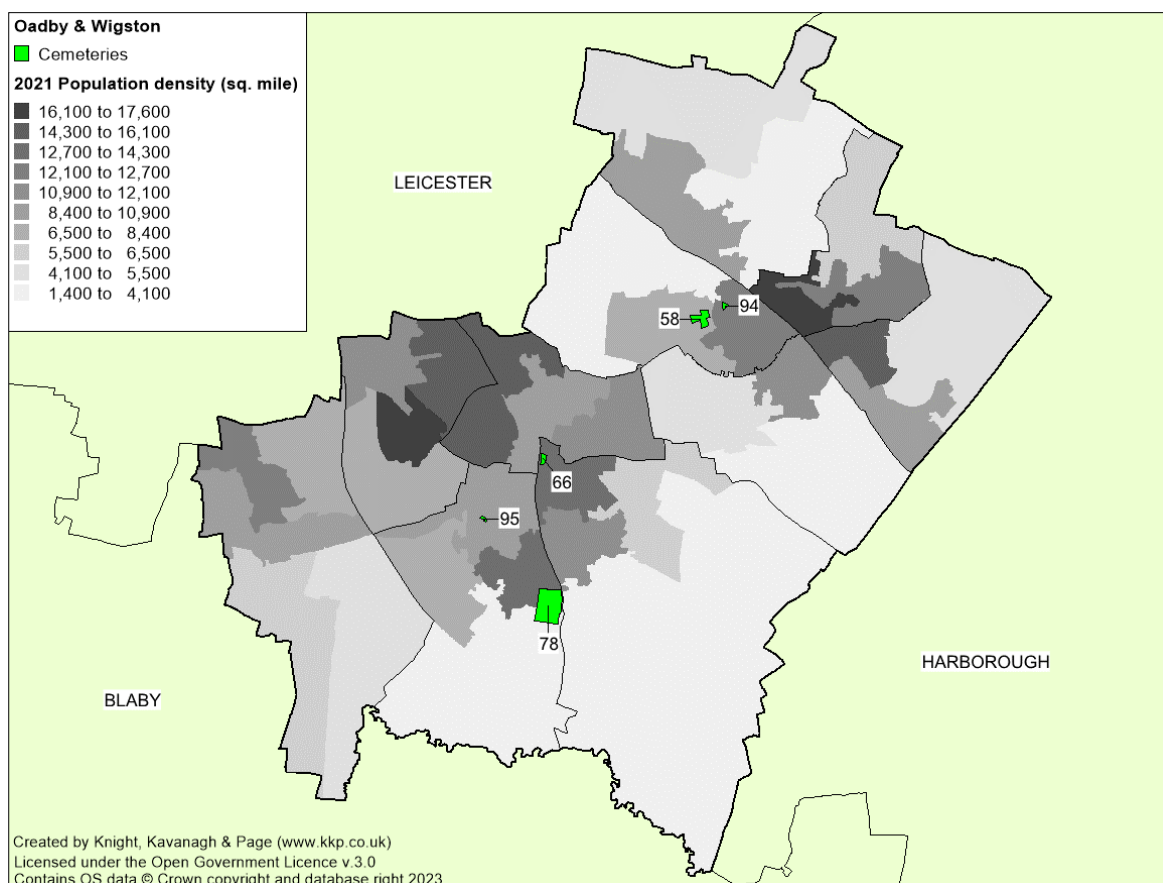 Oadby & Wigston
Cemeteries
2021 Population density (sq. mile)
16,100 to 17,600
14,300 to 16,100
12,700 to 14,300
12,100 to 12,700
10,900 to 12,100
8,400 to 10,900
6,500 to 8,400
5,500 to 6,500
4,100 to 5,500
1,400 to 4,100
LEICESTER
58
94
66
95
78
HARBOROUGH
BLABY
Created by Knight, Kavanagh & Page (www.kkp.co.uk)
Licensed under the Open Government Licence v.3.0
Contains OS data © Crown copyright and database right 2023